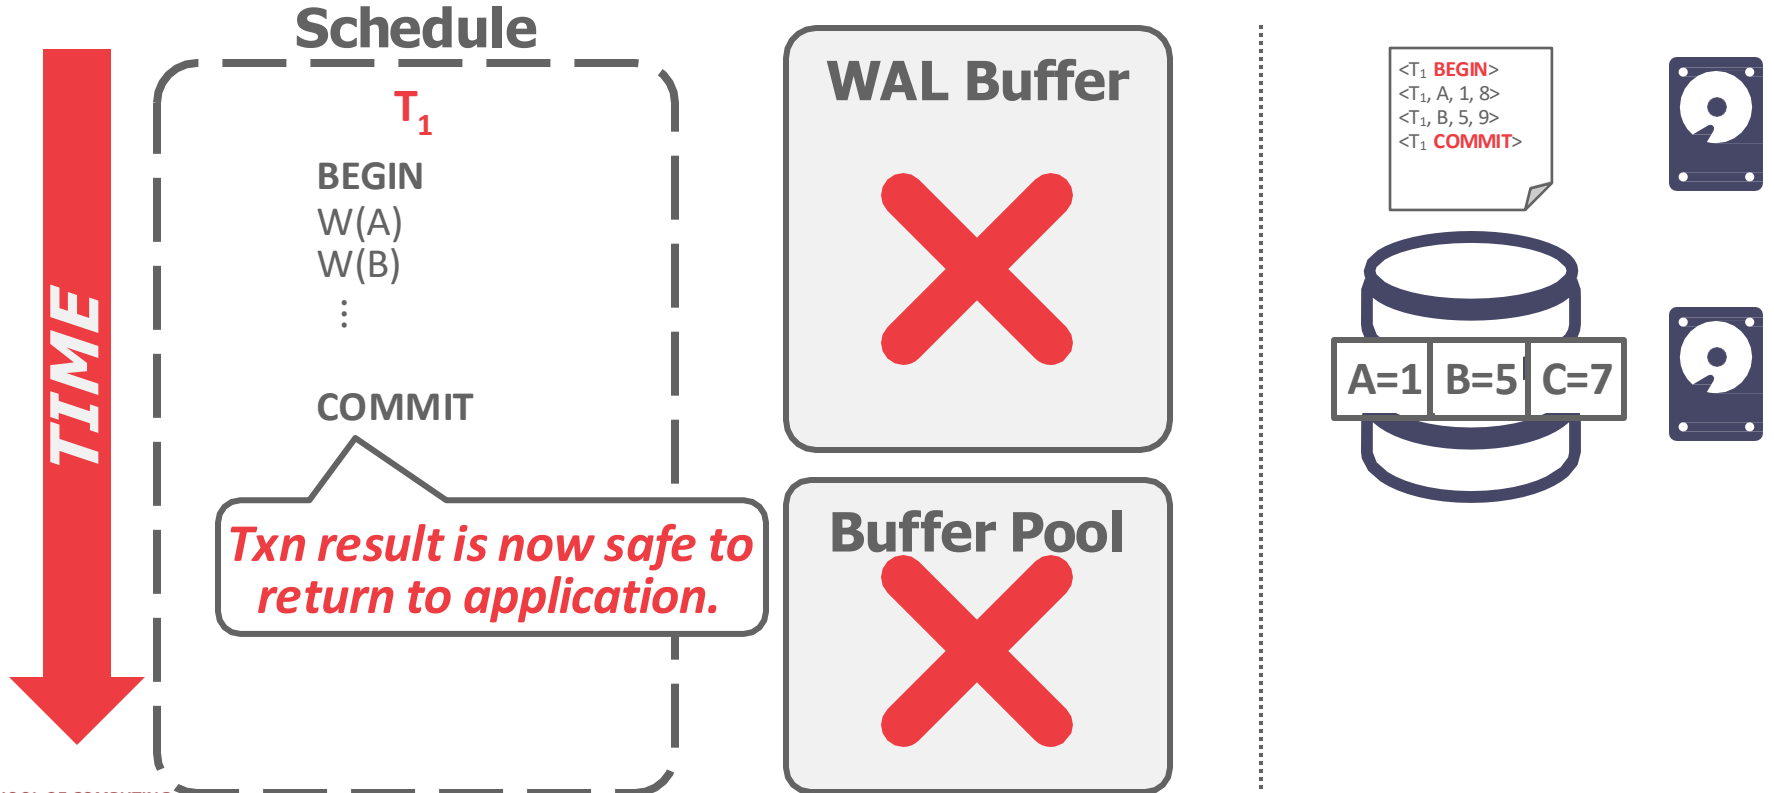 Schedule
TIME
T1
BEGIN
W(A)
W(B)
⋮
COMMIT
Txn result is now safe to
return to application.
WAL Buffer
Buffer Pool
<T1 BEGIN>
<T1, A, 1, 8>
<T1, B, 5, 9>
<T1 COMMIT>
A=1 B=5 C=7